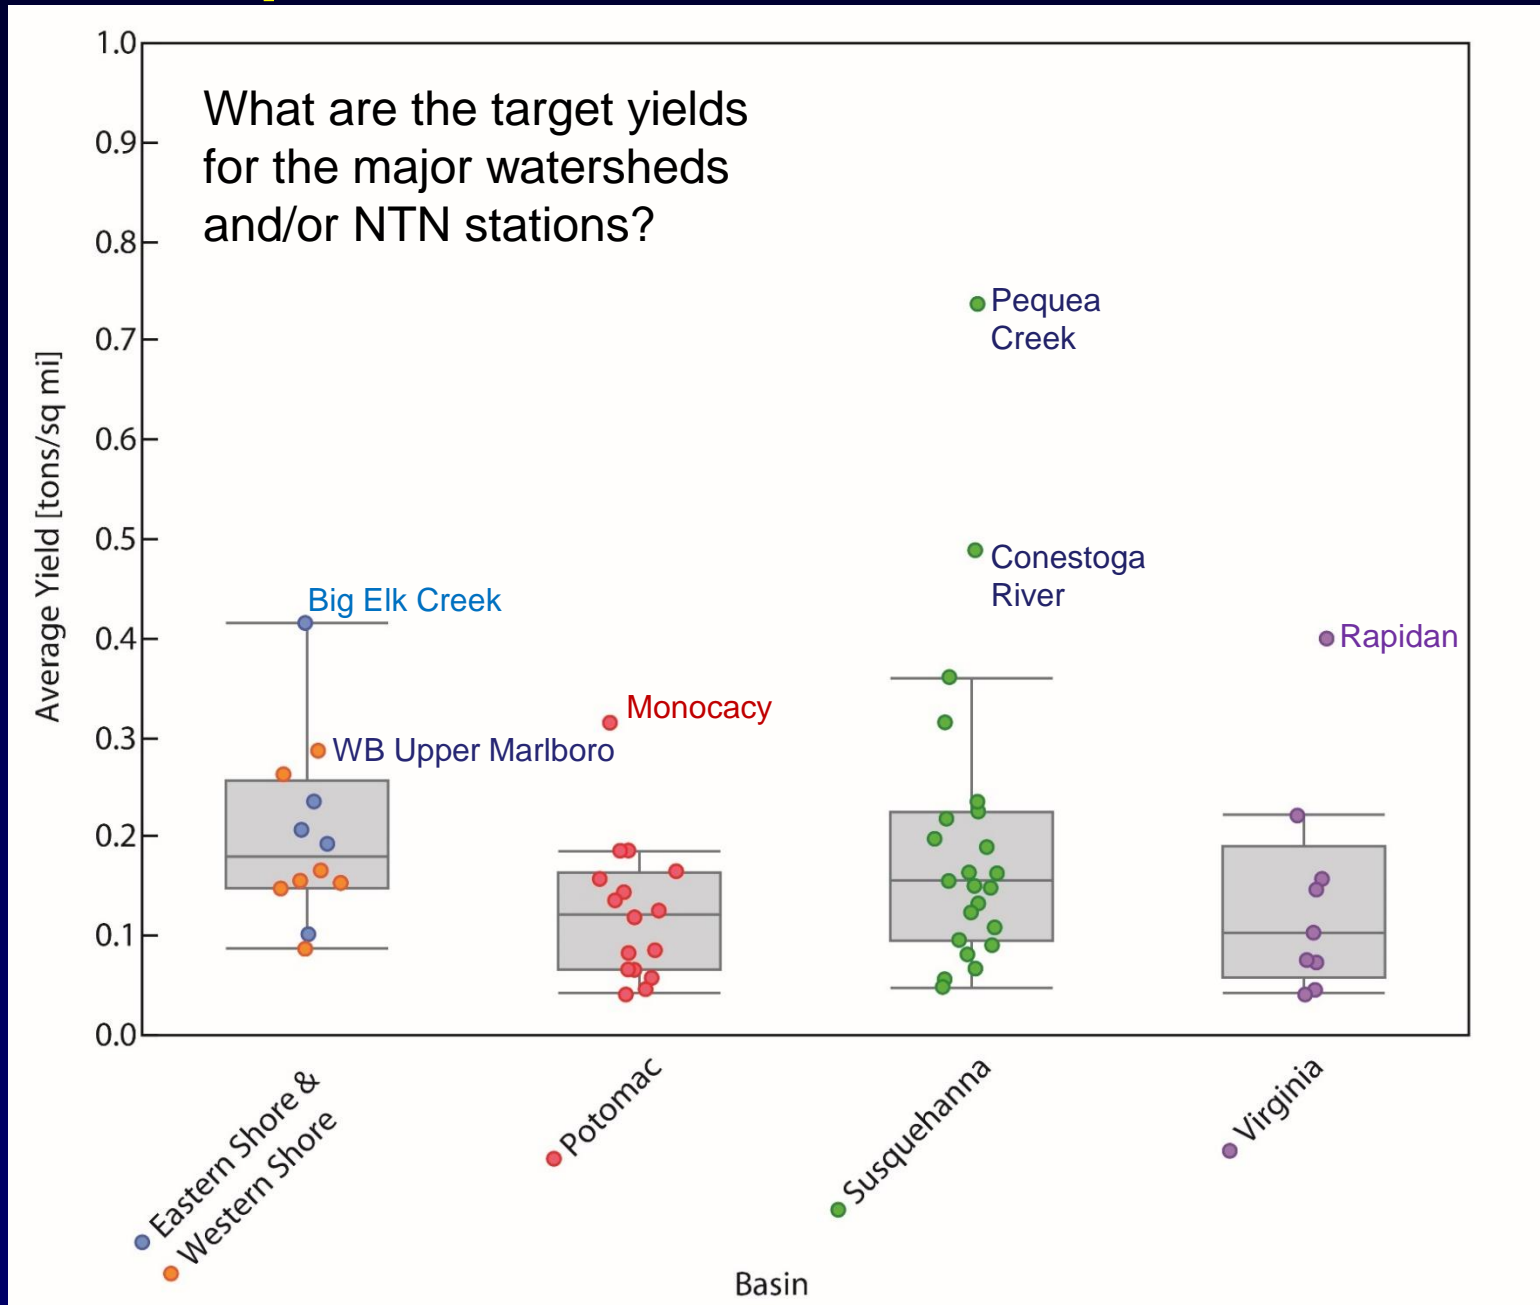 1.0
0.9
0.8
0.7
0.6
0.5
0.4
0.3
0.2
0.1
0.0
Average Yield [tons/sq mi]
What are the target yields
for the major watersheds
and/or NTN stations?
Pequea
Creek
Conestoga
River
Big Elk Creek
Rapidan
Monocacy
WB Upper Marlboro
Eastern Shore &
Western Shore
Potomac
Susquehanna
Virginia
Basin